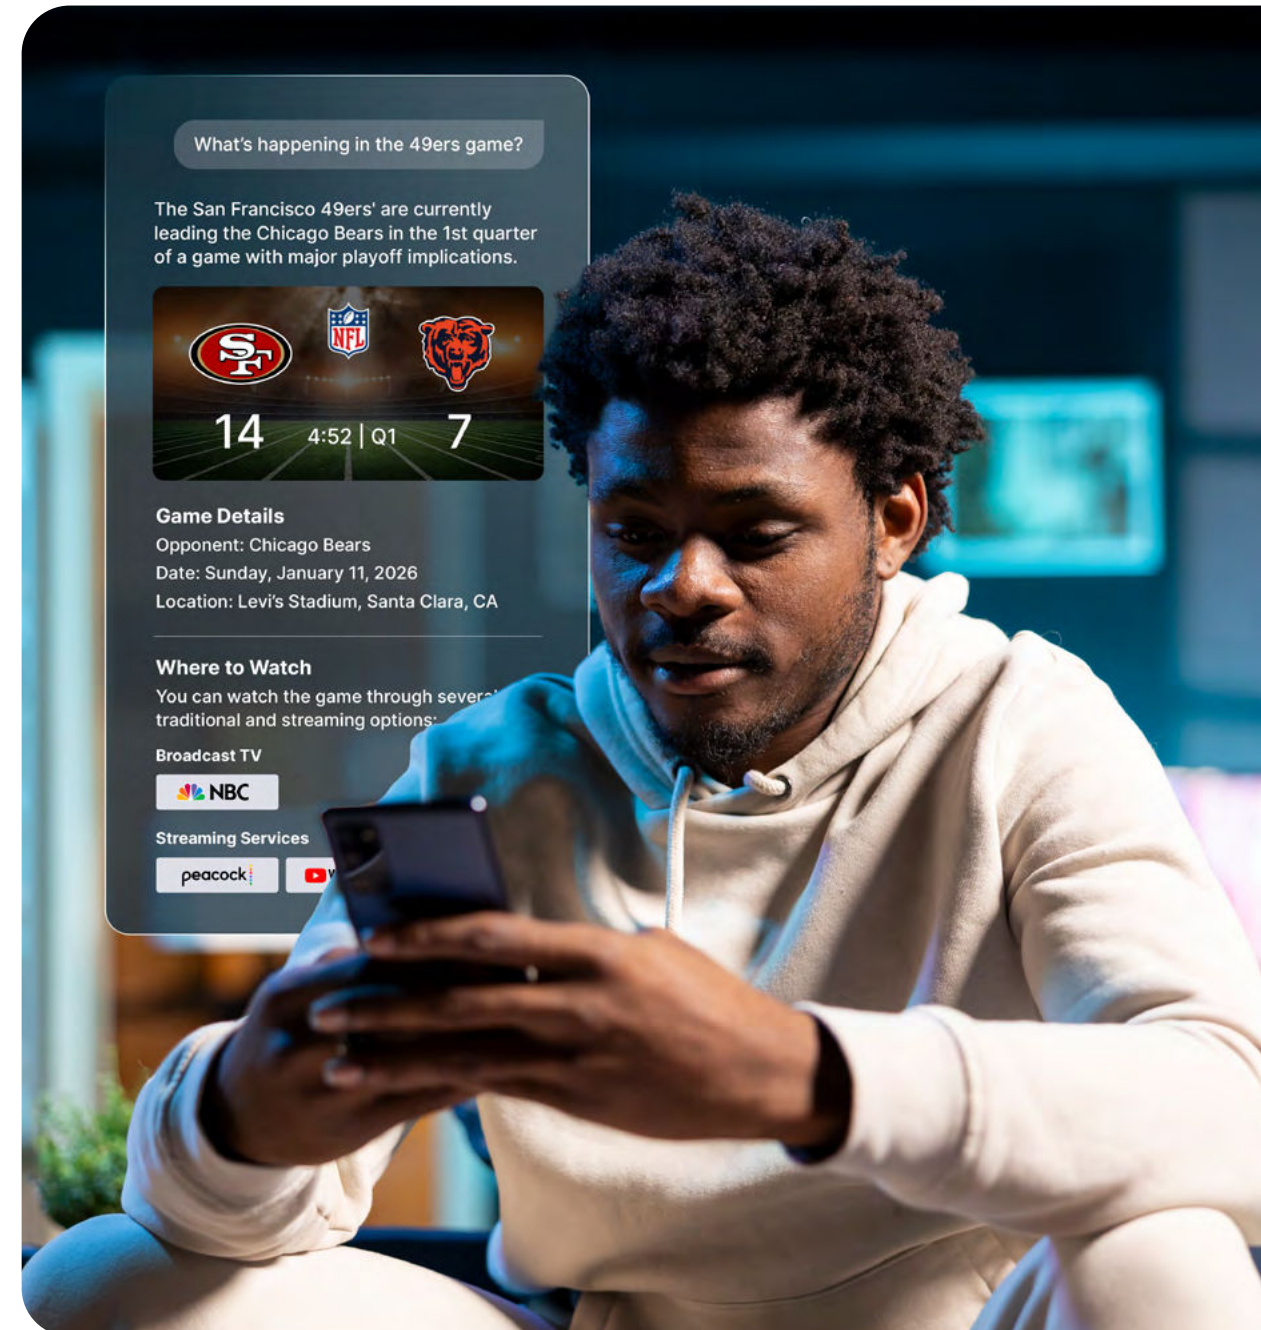 What's happening in the 49ers game?
The San Francisco 49ers' are currently
leading the Chicago Bears in the 1st quarter
of a game with major playoff implications.
SF NFL
14 4:52 | Q1 7
Game Details
Opponent: Chicago Bears
Date: Sunday, January 11, 2026
Location: Levi's Stadium, Santa Clara, CA
Where to Watch
You can watch the game through
traditional and streaming options:
Broadcast TV
NBC
Streaming Services
peacock